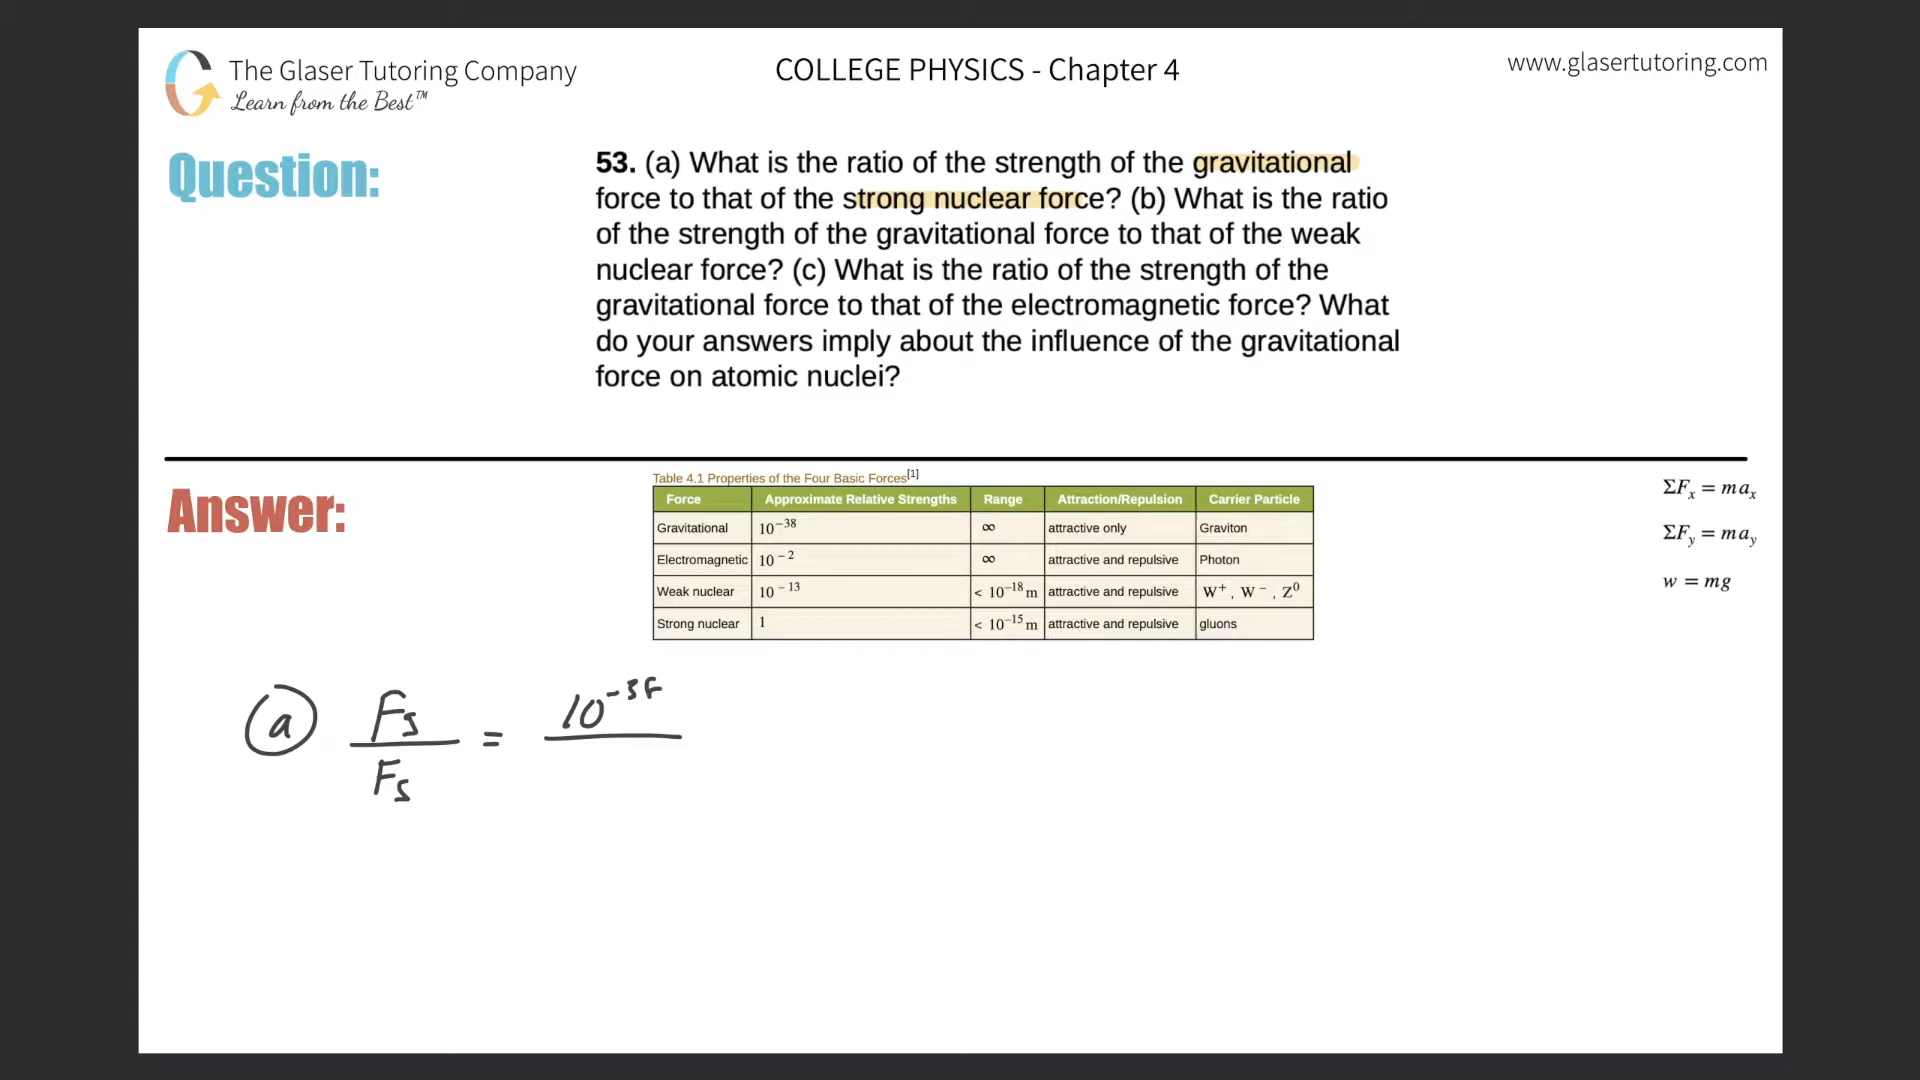 The Glaser Tutoring Company
Learn from the Best™
COLLEGE PHYSICS - Chapter 4
www.glasertutoring.com
Question:
53. (a) What is the ratio of the strength of the gravitational
force to that of the strong nuclear force? (b) What is the ratio
of the strength of the gravitational force to that of the weak
nuclear force? (c) What is the ratio of the strength of the
gravitational force to that of the electromagnetic force? What
do your answers imply about the influence of the gravitational
force on atomic nuclei?
Answer:
Table 4.1 Properties of the Four Basic Forces[1]
Force Approximate Relative Strengths Range Attraction/Repulsion Carrier Particle
Gravitational 10⁻³⁸ ∞ attractive only Graviton
Electromagnetic 10⁻² ∞ attractive and repulsive Photon
Weak nuclear 10⁻¹³ < 10⁻¹⁸ m attractive and repulsive W⁺, W⁻, Z⁰
Strong nuclear 1 < 10⁻¹⁵ m attractive and repulsive gluons
ΣFₓ = maₓ
ΣF_y = ma_y
w = mg
(a) Fs / Fs =